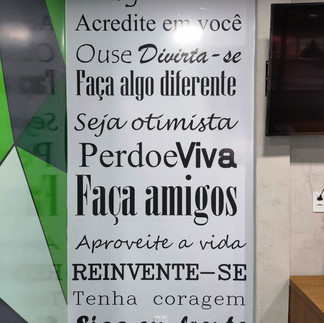 Acredite em você
Ouse Divirta-se
Faça algo diferente
Seja otimista
PerdoeViva
Faça amigos
Aproveite a vida
REINVENTE-SE
Tenha coragem